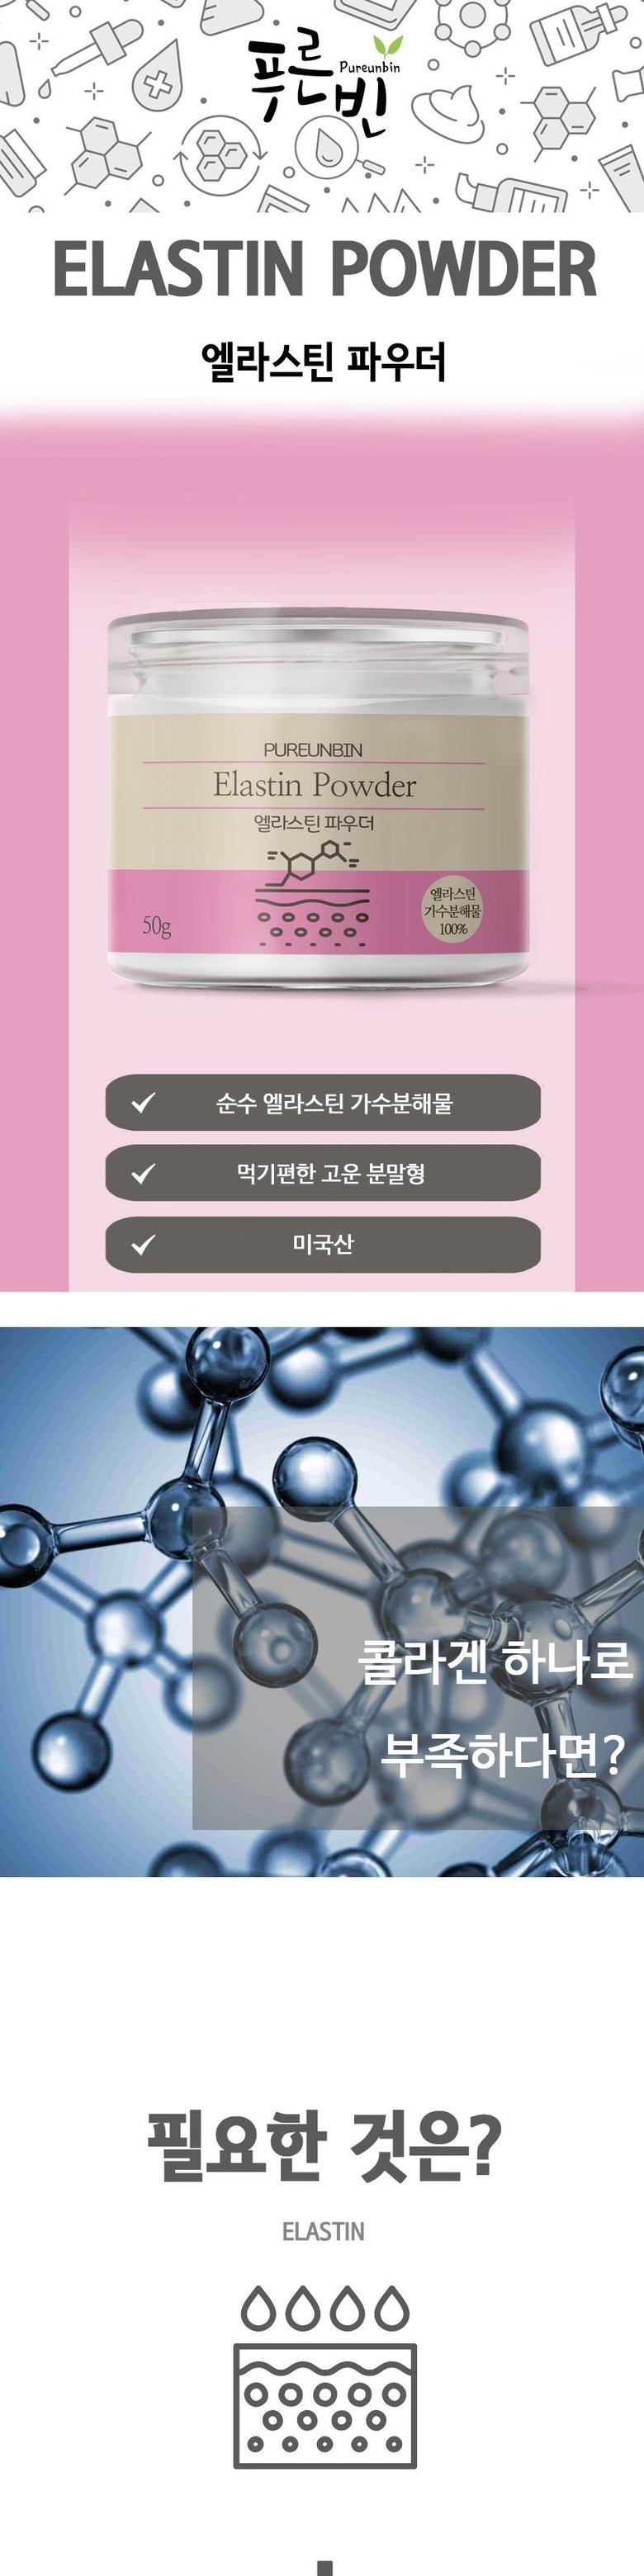 푸른빈
Pureunbin
ELASTIN POWDER
엘라스틴 파우더
PUREUNBIN
Elastin Powder
엘라스틴 파우더
50g
엘라스틴
가수분해물
100%
순수 엘라스틴 가수분해물
먹기편한 고운 분말형
미국산
콜라겐 하나로
부족하다면?
필요한 것은?
ELASTIN